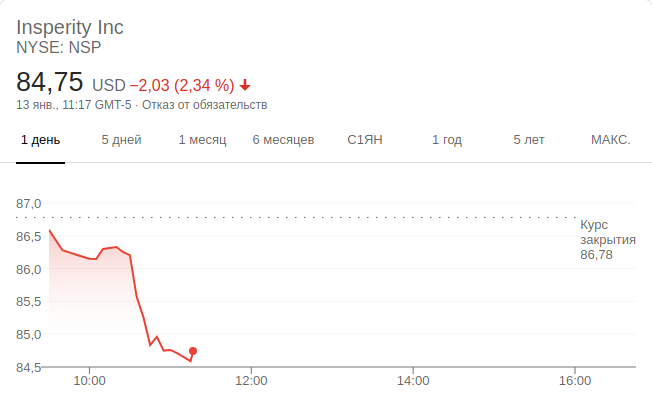 Insperity Inc
NYSE: NSP
84,75 USD −2,03 (2,34 %)
13 янв., 11:17 GMT-5 · Отказ от обязательств
1 день 5 дней 1 месяц 6 месяцев С1ЯН 1 год 5 лет МАКС.
87,0
Курс
закрытия
86,78
86,5
86,0
85,5
85,0
84,5
10:00 12:00 14:00 16:00